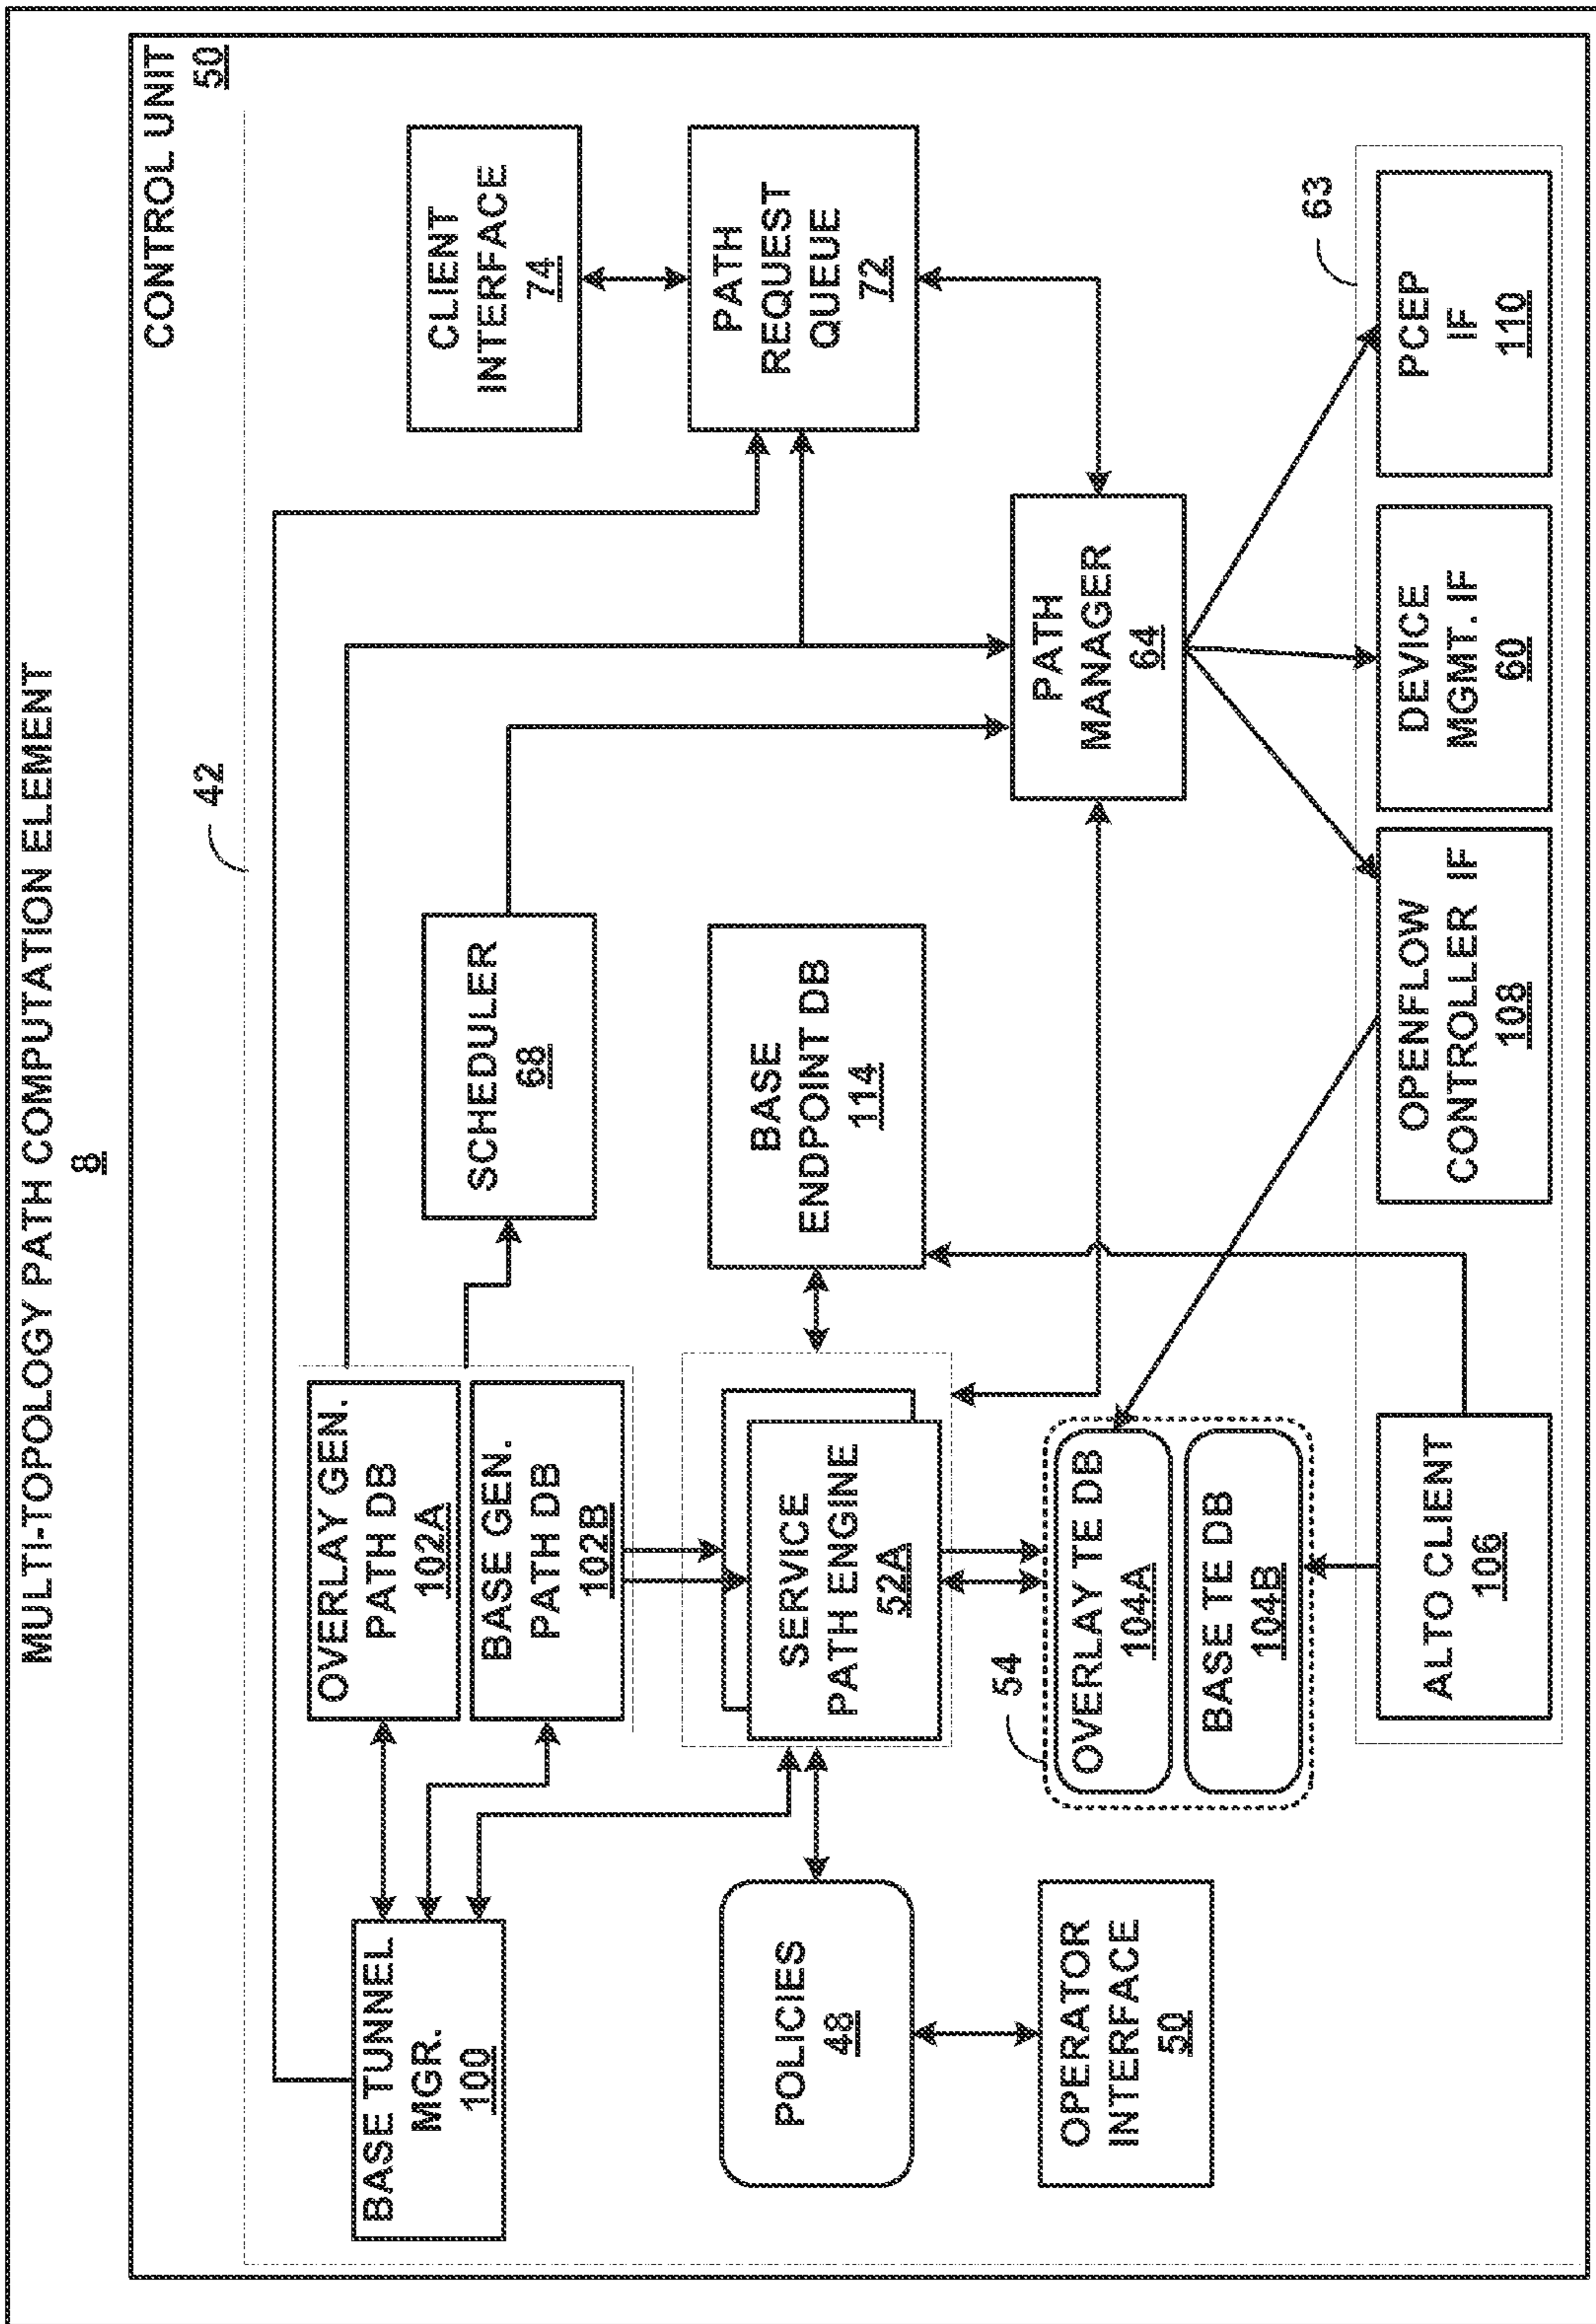 MULTI-TOPOLOGY PATH COMPUTATION ELEMENT
8
CONTROL UNIT
50
42
BASE TUNNEL
MGR.
100
OVERLAY GEN.
PATH DB
102A
BASE GEN.
PATH DB
102B
SCHEDULER
68
CLIENT
INTERFACE
74
POLICIES
48
SERVICE
PATH ENGINE
52A
BASE
ENDPOINT DB
114
PATH
REQUEST
QUEUE
72
OPERATOR
INTERFACE
50
54
OVERLAY TE DB
104A
BASE TE DB
104B
PATH
MANAGER
64
63
ALTO CLIENT
106
OPENFLOW
CONTROLLER IF
108
DEVICE
MGMT. IF
60
PCEP
IF
110